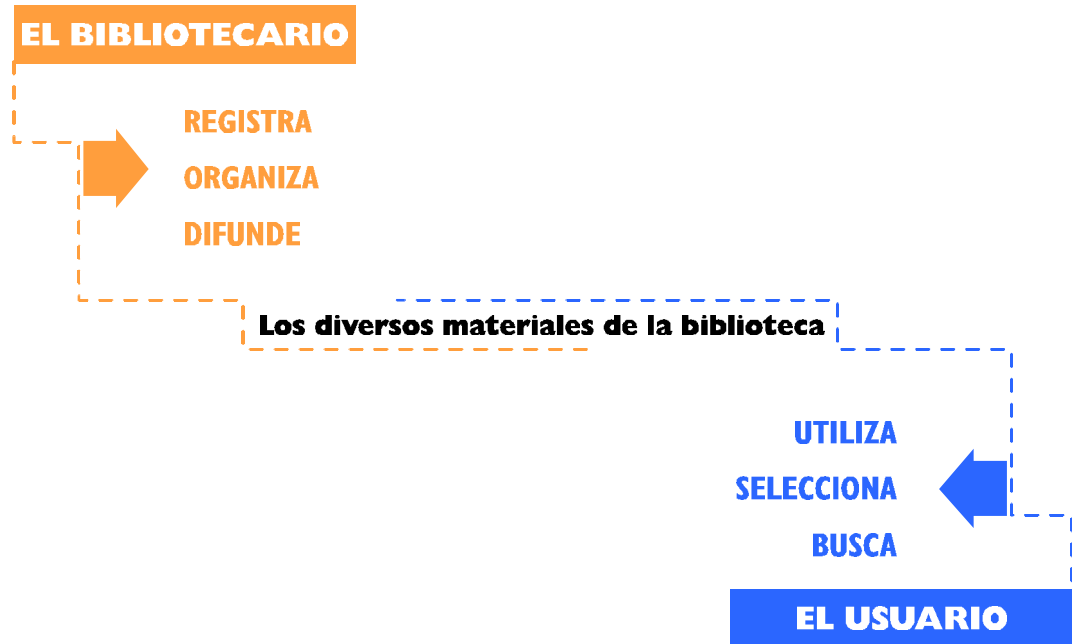 EL BIBLIOTECARIO
REGISTRA
ORGANIZA
DIFUNDE
Los diversos materiales de la biblioteca
UTILIZA
SELECCIONA
BUSCA
EL USUARIO